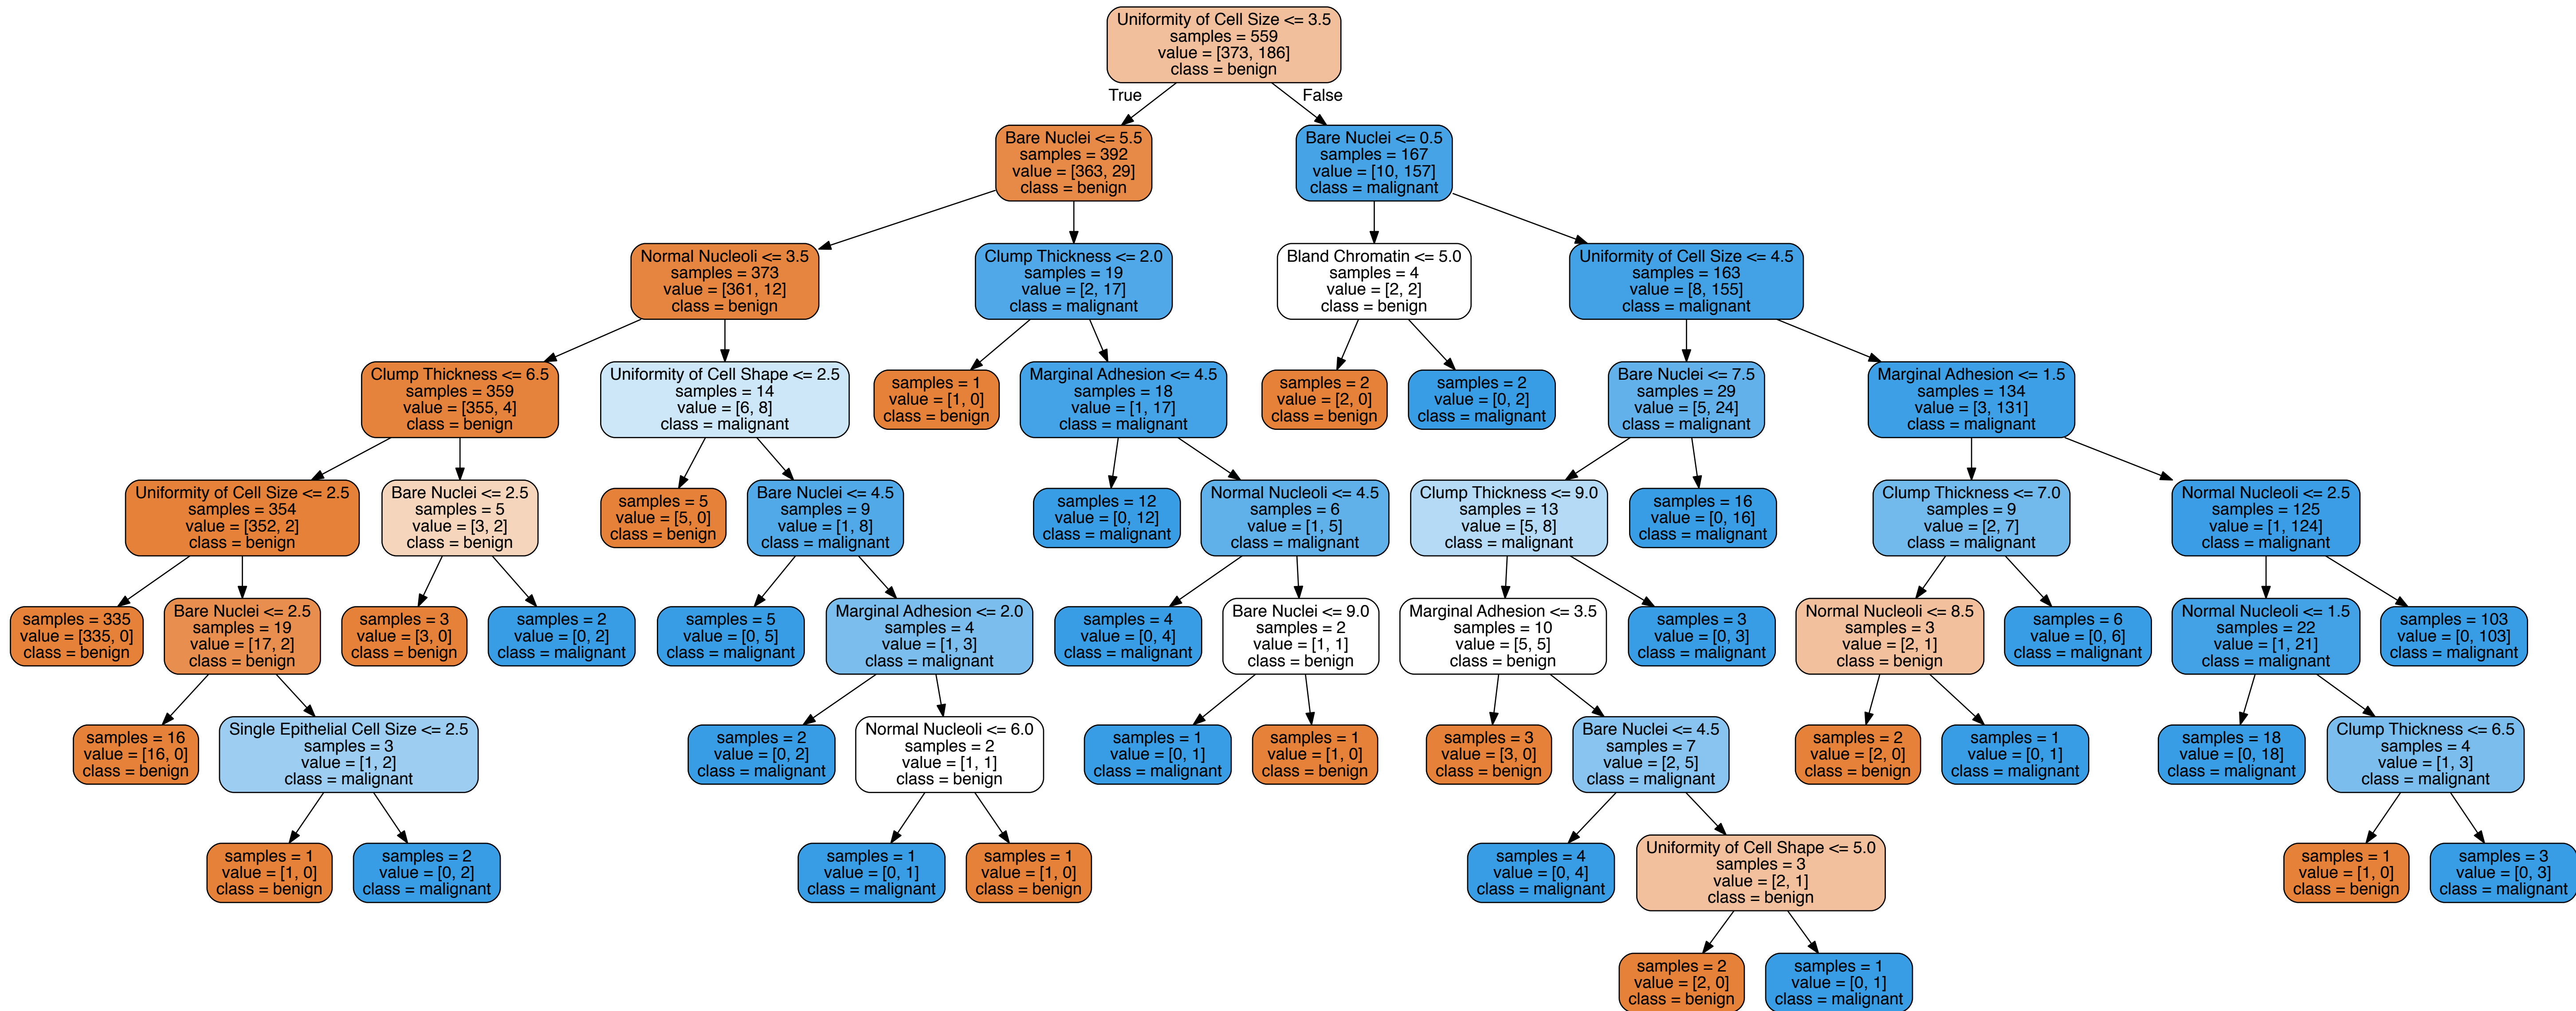 Uniformity of Cell Size <= 3.5
samples = 559
value = [373, 186]
class = benign
True
False
Bare Nuclei <= 5.5
samples = 392
value = [363, 29]
class = benign
Bare Nuclei <= 0.5
samples = 167
value = [10, 157]
class = malignant
Normal Nucleoli <= 3.5
samples = 373
value = [361, 12]
class = benign
Clump Thickness <= 2.0
samples = 19
value = [2, 17]
class = malignant
Bland Chromatin <= 5.0
samples = 4
value = [2, 2]
class = benign
Uniformity of Cell Size <= 4.5
samples = 163
value = [8, 155]
class = malignant
Clump Thickness <= 6.5
samples = 359
value = [355, 4]
class = benign
Uniformity of Cell Shape <= 2.5
samples = 14
value = [6, 8]
class = malignant
samples = 1
value = [1, 0]
class = benign
Marginal Adhesion <= 4.5
samples = 18
value = [1, 17]
class = malignant
samples = 2
value = [2, 0]
class = benign
samples = 2
value = [0, 2]
class = malignant
Bare Nuclei <= 7.5
samples = 29
value = [5, 24]
class = malignant
Marginal Adhesion <= 1.5
samples = 134
value = [3, 131]
class = malignant
Uniformity of Cell Size <= 2.5
samples = 354
value = [352, 2]
class = benign
Bare Nuclei <= 2.5
samples = 5
value = [3, 2]
class = benign
samples = 5
value = [5, 0]
class = benign
Bare Nuclei <= 4.5
samples = 9
value = [1, 8]
class = malignant
samples = 12
value = [0, 12]
class = malignant
Normal Nucleoli <= 4.5
samples = 6
value = [1, 5]
class = malignant
Clump Thickness <= 9.0
samples = 13
value = [5, 8]
class = malignant
samples = 16
value = [0, 16]
class = malignant
Clump Thickness <= 7.0
samples = 9
value = [2, 7]
class = malignant
Normal Nucleoli <= 2.5
samples = 125
value = [1, 124]
class = malignant
samples = 335
value = [335, 0]
class = benign
Bare Nuclei <= 2.5
samples = 19
value = [17, 2]
class = benign
samples = 3
value = [3, 0]
class = benign
samples = 2
value = [0, 2]
class = malignant
samples = 5
value = [0, 5]
class = malignant
Marginal Adhesion <= 2.0
samples = 4
value = [1, 3]
class = malignant
samples = 4
value = [0, 4]
class = malignant
Bare Nuclei <= 9.0
samples = 2
value = [1, 1]
class = benign
Marginal Adhesion <= 3.5
samples = 10
value = [5, 5]
class = benign
samples = 3
value = [0, 3]
class = malignant
Normal Nucleoli <= 8.5
samples = 3
value = [2, 1]
class = benign
samples = 6
value = [0, 6]
class = malignant
Normal Nucleoli <= 1.5
samples = 22
value = [1, 21]
class = malignant
samples = 103
value = [0, 103]
class = malignant
samples = 16
value = [16, 0]
class = benign
Single Epithelial Cell Size <= 2.5
samples = 3
value = [1, 2]
class = malignant
samples = 2
value = [0, 2]
class = malignant
Normal Nucleoli <= 6.0
samples = 2
value = [1, 1]
class = benign
samples = 1
value = [0, 1]
class = malignant
samples = 1
value = [1, 0]
class = benign
samples = 3
value = [3, 0]
class = benign
Bare Nuclei <= 4.5
samples = 7
value = [2, 5]
class = malignant
samples = 2
value = [2, 0]
class = benign
samples = 1
value = [0, 1]
class = malignant
samples = 18
value = [0, 18]
class = malignant
Clump Thickness <= 6.5
samples = 4
value = [1, 3]
class = malignant
samples = 1
value = [1, 0]
class = benign
samples = 2
value = [0, 2]
class = malignant
samples = 1
value = [0, 1]
class = malignant
samples = 1
value = [1, 0]
class = benign
samples = 4
value = [0, 4]
class = malignant
Uniformity of Cell Shape <= 5.0
samples = 3
value = [2, 1]
class = benign
samples = 1
value = [1, 0]
class = benign
samples = 3
value = [0, 3]
class = malignant
samples = 2
value = [2, 0]
class = benign
samples = 1
value = [0, 1]
class = malignant